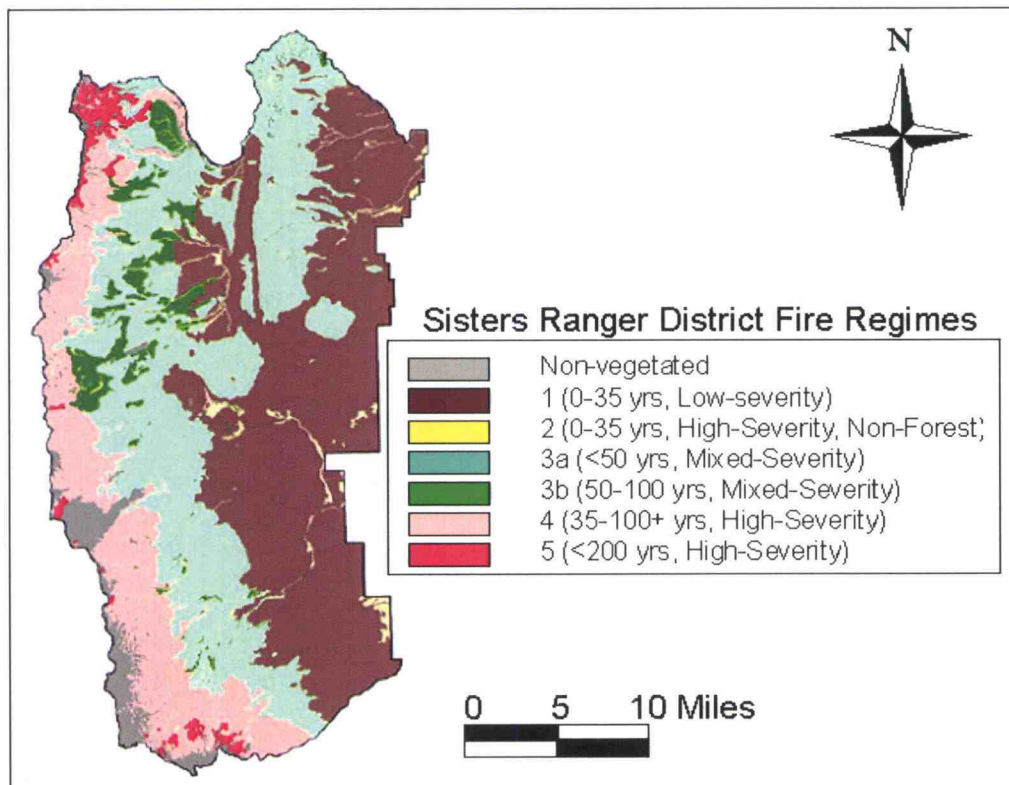 N
Sisters Ranger District Fire Regimes
Non-vegetated
1 (0-35 yrs, Low-severity)
2 (0-35 yrs, High-Severity, Non-Forest)
3a (<50 yrs, Mixed-Severity)
3b (50-100 yrs, Mixed-Severity)
4 (35-100+ yrs, High-Severity)
5 (<200 yrs, High-Severity)
0 5 10 Miles